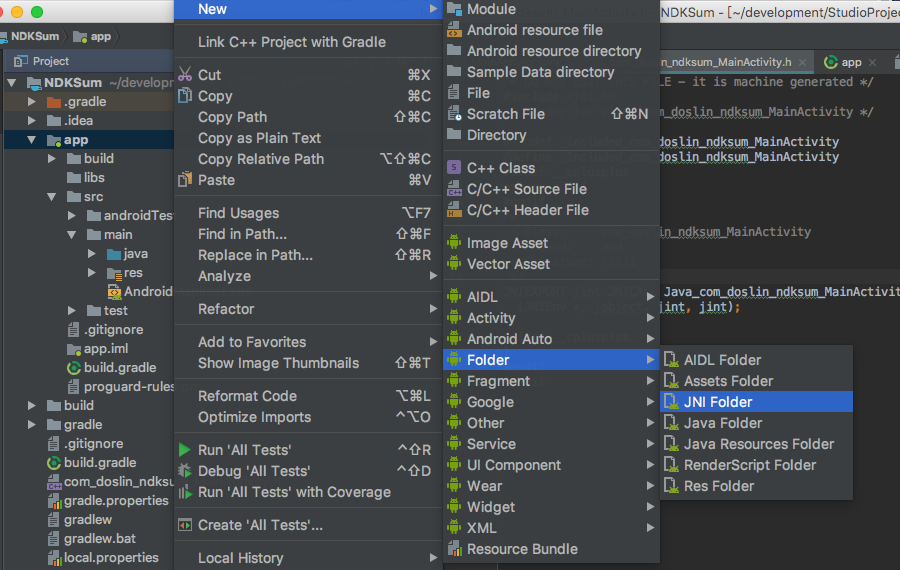 NDKSum - [~/development/StudioProjec
NDKSum
app
Project
NDKSum ~/develop
.gradle
.idea
app
build
libs
src
androidTes
main
java
res
Android
test
.gitignore
app.iml
build.gradle
proguard-rules
build
gradle
.gitignore
build.gradle
com_doslin_ndksu
gradle.properties
gradlew
gradlew.bat
local.properties
New
Link C++ Project with Gradle
Cut ⌘X
Copy ⌘C
Copy Path ⇧⌘C
Copy as Plain Text
Copy Relative Path ⌥⇧⌘C
Paste ⌘V
Find Usages ⌥F7
Find in Path... ⇧⌘F
Replace in Path... ⇧⌘R
Analyze
Refactor
Add to Favorites
Show Image Thumbnails ⇧⌘T
Reformat Code ⌥⌘L
Optimize Imports ^⌥O
Run 'All Tests' ^⇧R
Debug 'All Tests' ^⇧D
Run 'All Tests' with Coverage
Create 'All Tests'...
Local History
Module
Android resource file
Android resource directory
Sample Data directory
File
Scratch File ⇧⌘N
Directory
C++ Class
C/C++ Source File
C/C++ Header File
Image Asset
Vector Asset
AIDL
Activity
Android Auto
Folder
Fragment
Google
Other
Service
UI Component
Wear
Widget
XML
Resource Bundle
AIDL Folder
Assets Folder
JNI Folder
Java Folder
Java Resources Folder
RenderScript Folder
Res Folder
n_ndksum_MainActivity.h
app
LE - it is machine generated */
doslin_ndksum_MainActivity */
doslin_ndksum_MainActivity
doslin_ndksum_MainActivity
ndksum_MainActivity
Java_com_doslin_ndksum_MainActivit
jint, jint);